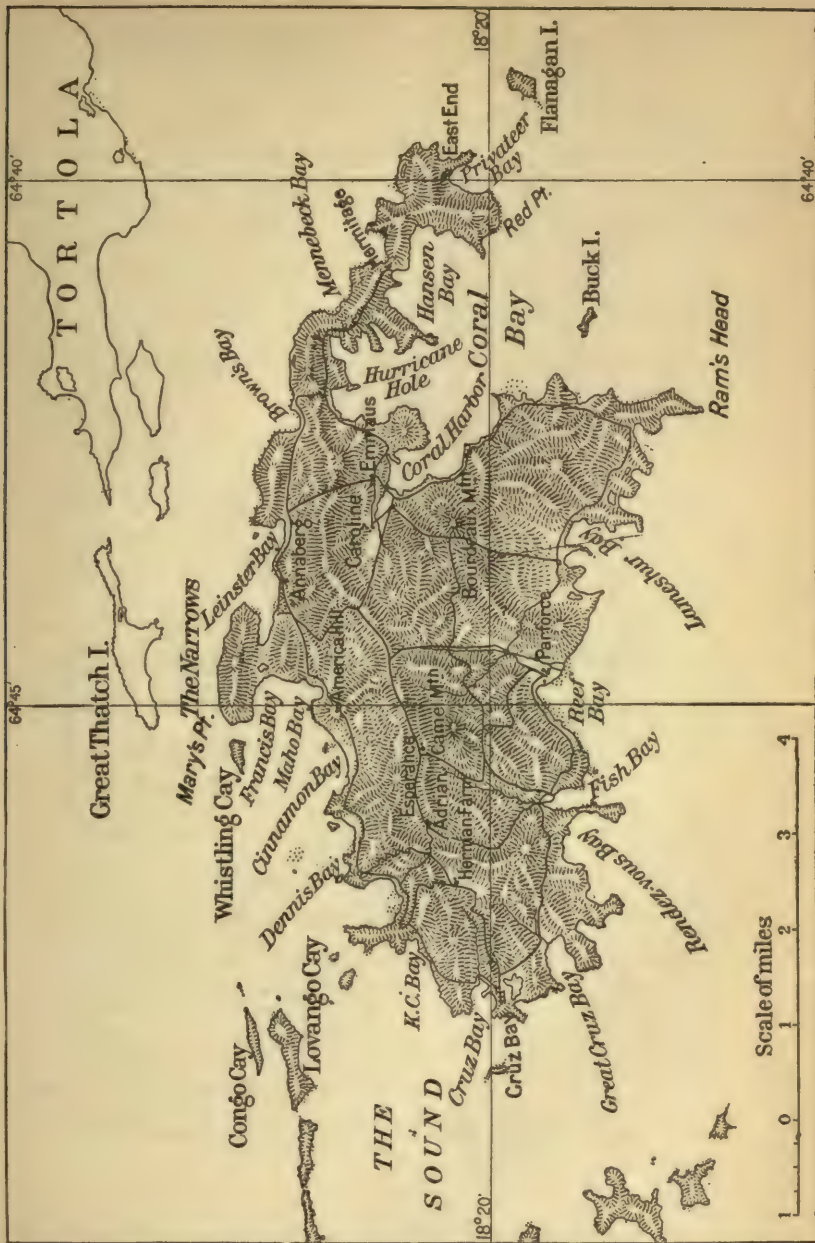 TORTOLA
64°40'
18°20'
Great Thatch I.
64°45'
The Narrows
Mary's Pt.
Whistling Cay
Francis Bay
Maho Bay
Cinnamon Bay
Dennis Bay
Leinster Bay
Brown's Bay
Mennebeck Bay
Hermitage
East End
Privateer
Bay
Flanagan I.
Red Pt.
Hansen
Bay
Hurricane
Hole
Coral Harbor
Coral
Bay
Buck I.
Ram's Head
Annaberg
America Hill
Caroline
Emmaus
Bourdeaux Mtn
Esperance
Adrian
Came Mtn
Herman Farm
Parforce
Reef
Bay
Lameshur Bay
Fish Bay
Rendez-vous Bay
Great Cruz Bay
Cruz Bay
Cruz Bay
K.C. Bay
Congo Cay
Lovango Cay
THE
SOUND
18°20'
64°40'
Scale of miles
1 0 1 2 3 4